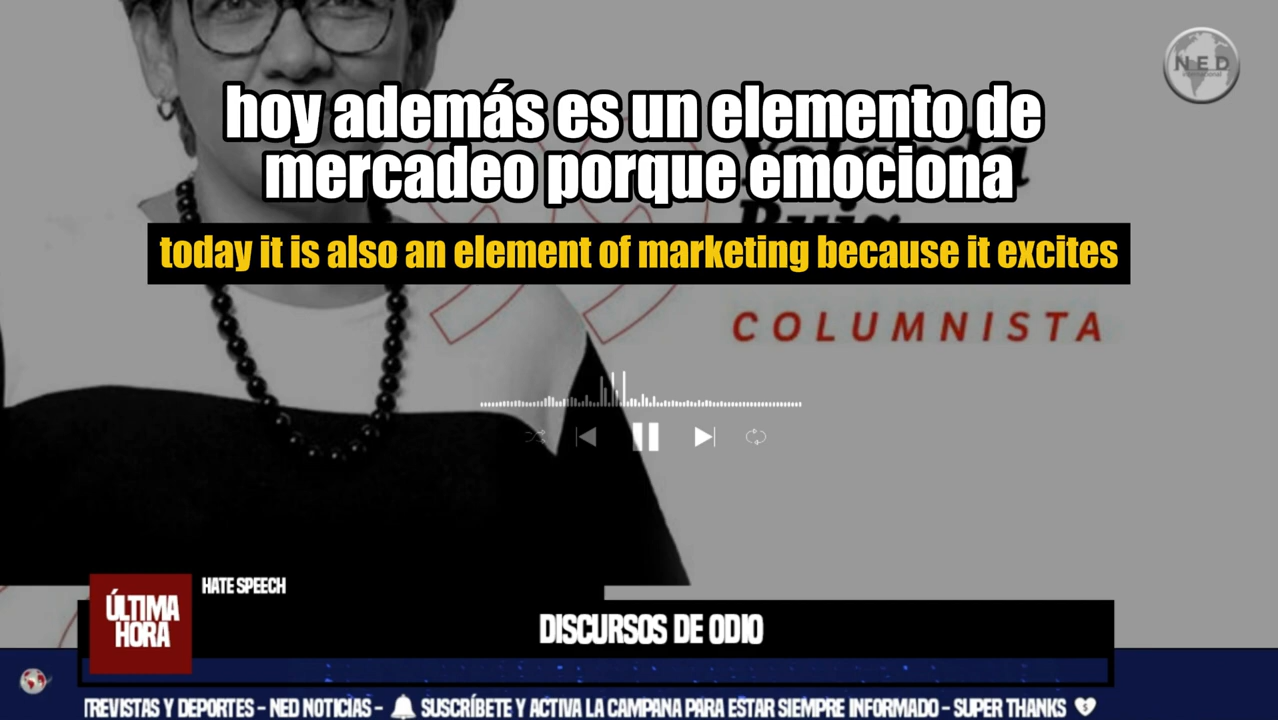 NED
hoy además es un elemento de
mercadeo porque emociona
today it is also an element of marketing because it excites
COLUMNISTA
HATE SPEECH
ÚLTIMA
HORA
DISCURSOS DE ODIO
TREVISTAS Y DEPORTES - NED NOTICIAS - SUSCRÍBETE Y ACTIVA LA CAMPANA PARA ESTAR SIEMPRE INFORMADO - SUPER THANKS